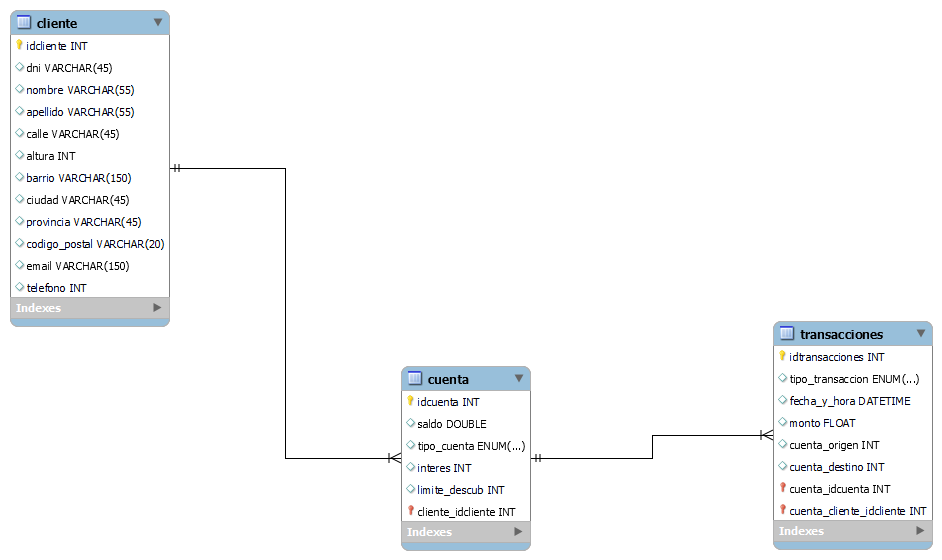 cliente
idcliente INT
dni VARCHAR(45)
nombre VARCHAR(55)
apellido VARCHAR(55)
calle VARCHAR(45)
altura INT
barrio VARCHAR(150)
ciudad VARCHAR(45)
provincia VARCHAR(45)
codigo_postal VARCHAR(20)
email VARCHAR(150)
telefono INT
Indexes
cuenta
idcuenta INT
saldo DOUBLE
tipo_cuenta ENUM(...)
interes INT
limite_descub INT
cliente_idcliente INT
Indexes
transacciones
idtransacciones INT
tipo_transaccion ENUM(...)
fecha_y_hora DATETIME
monto FLOAT
cuenta_origen INT
cuenta_destino INT
cuenta_idcuenta INT
cuenta_cliente_idcliente INT
Indexes